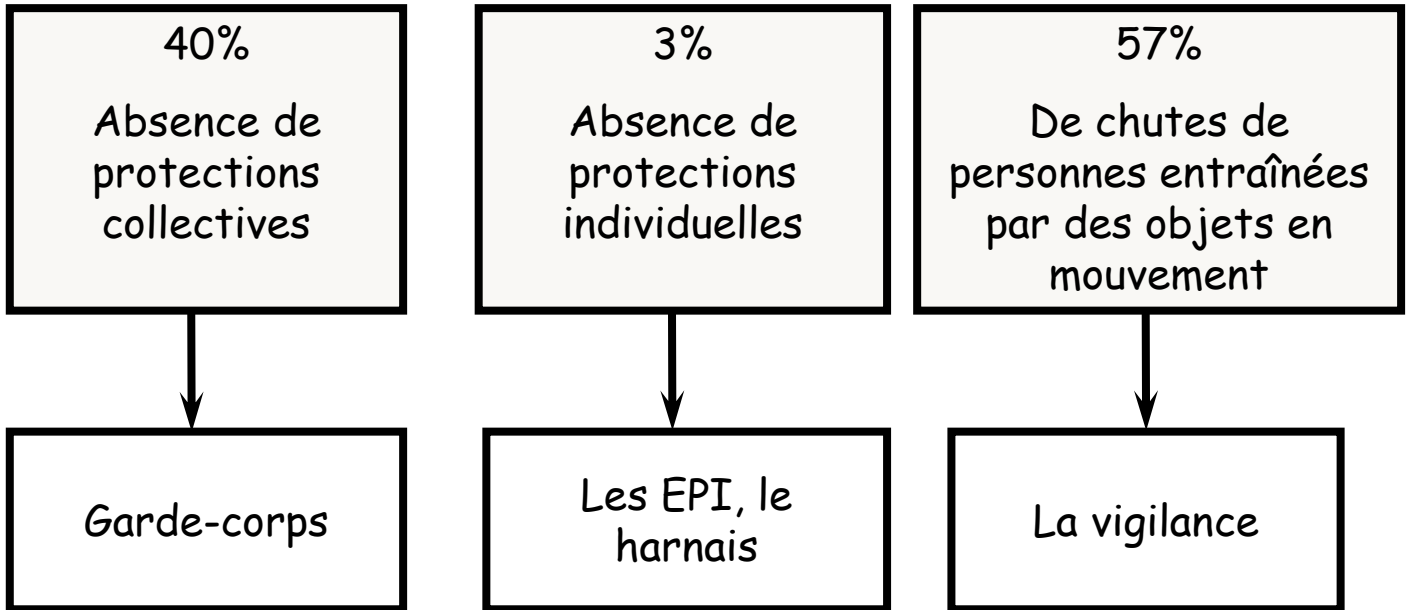 40%
Absence de
protections
collectives
3%
Absence de
protections
individuelles
57%
De chutes de
personnes entraînées
par des objets en
mouvement
Garde-corps
Les EPI, le
harnais
La vigilance